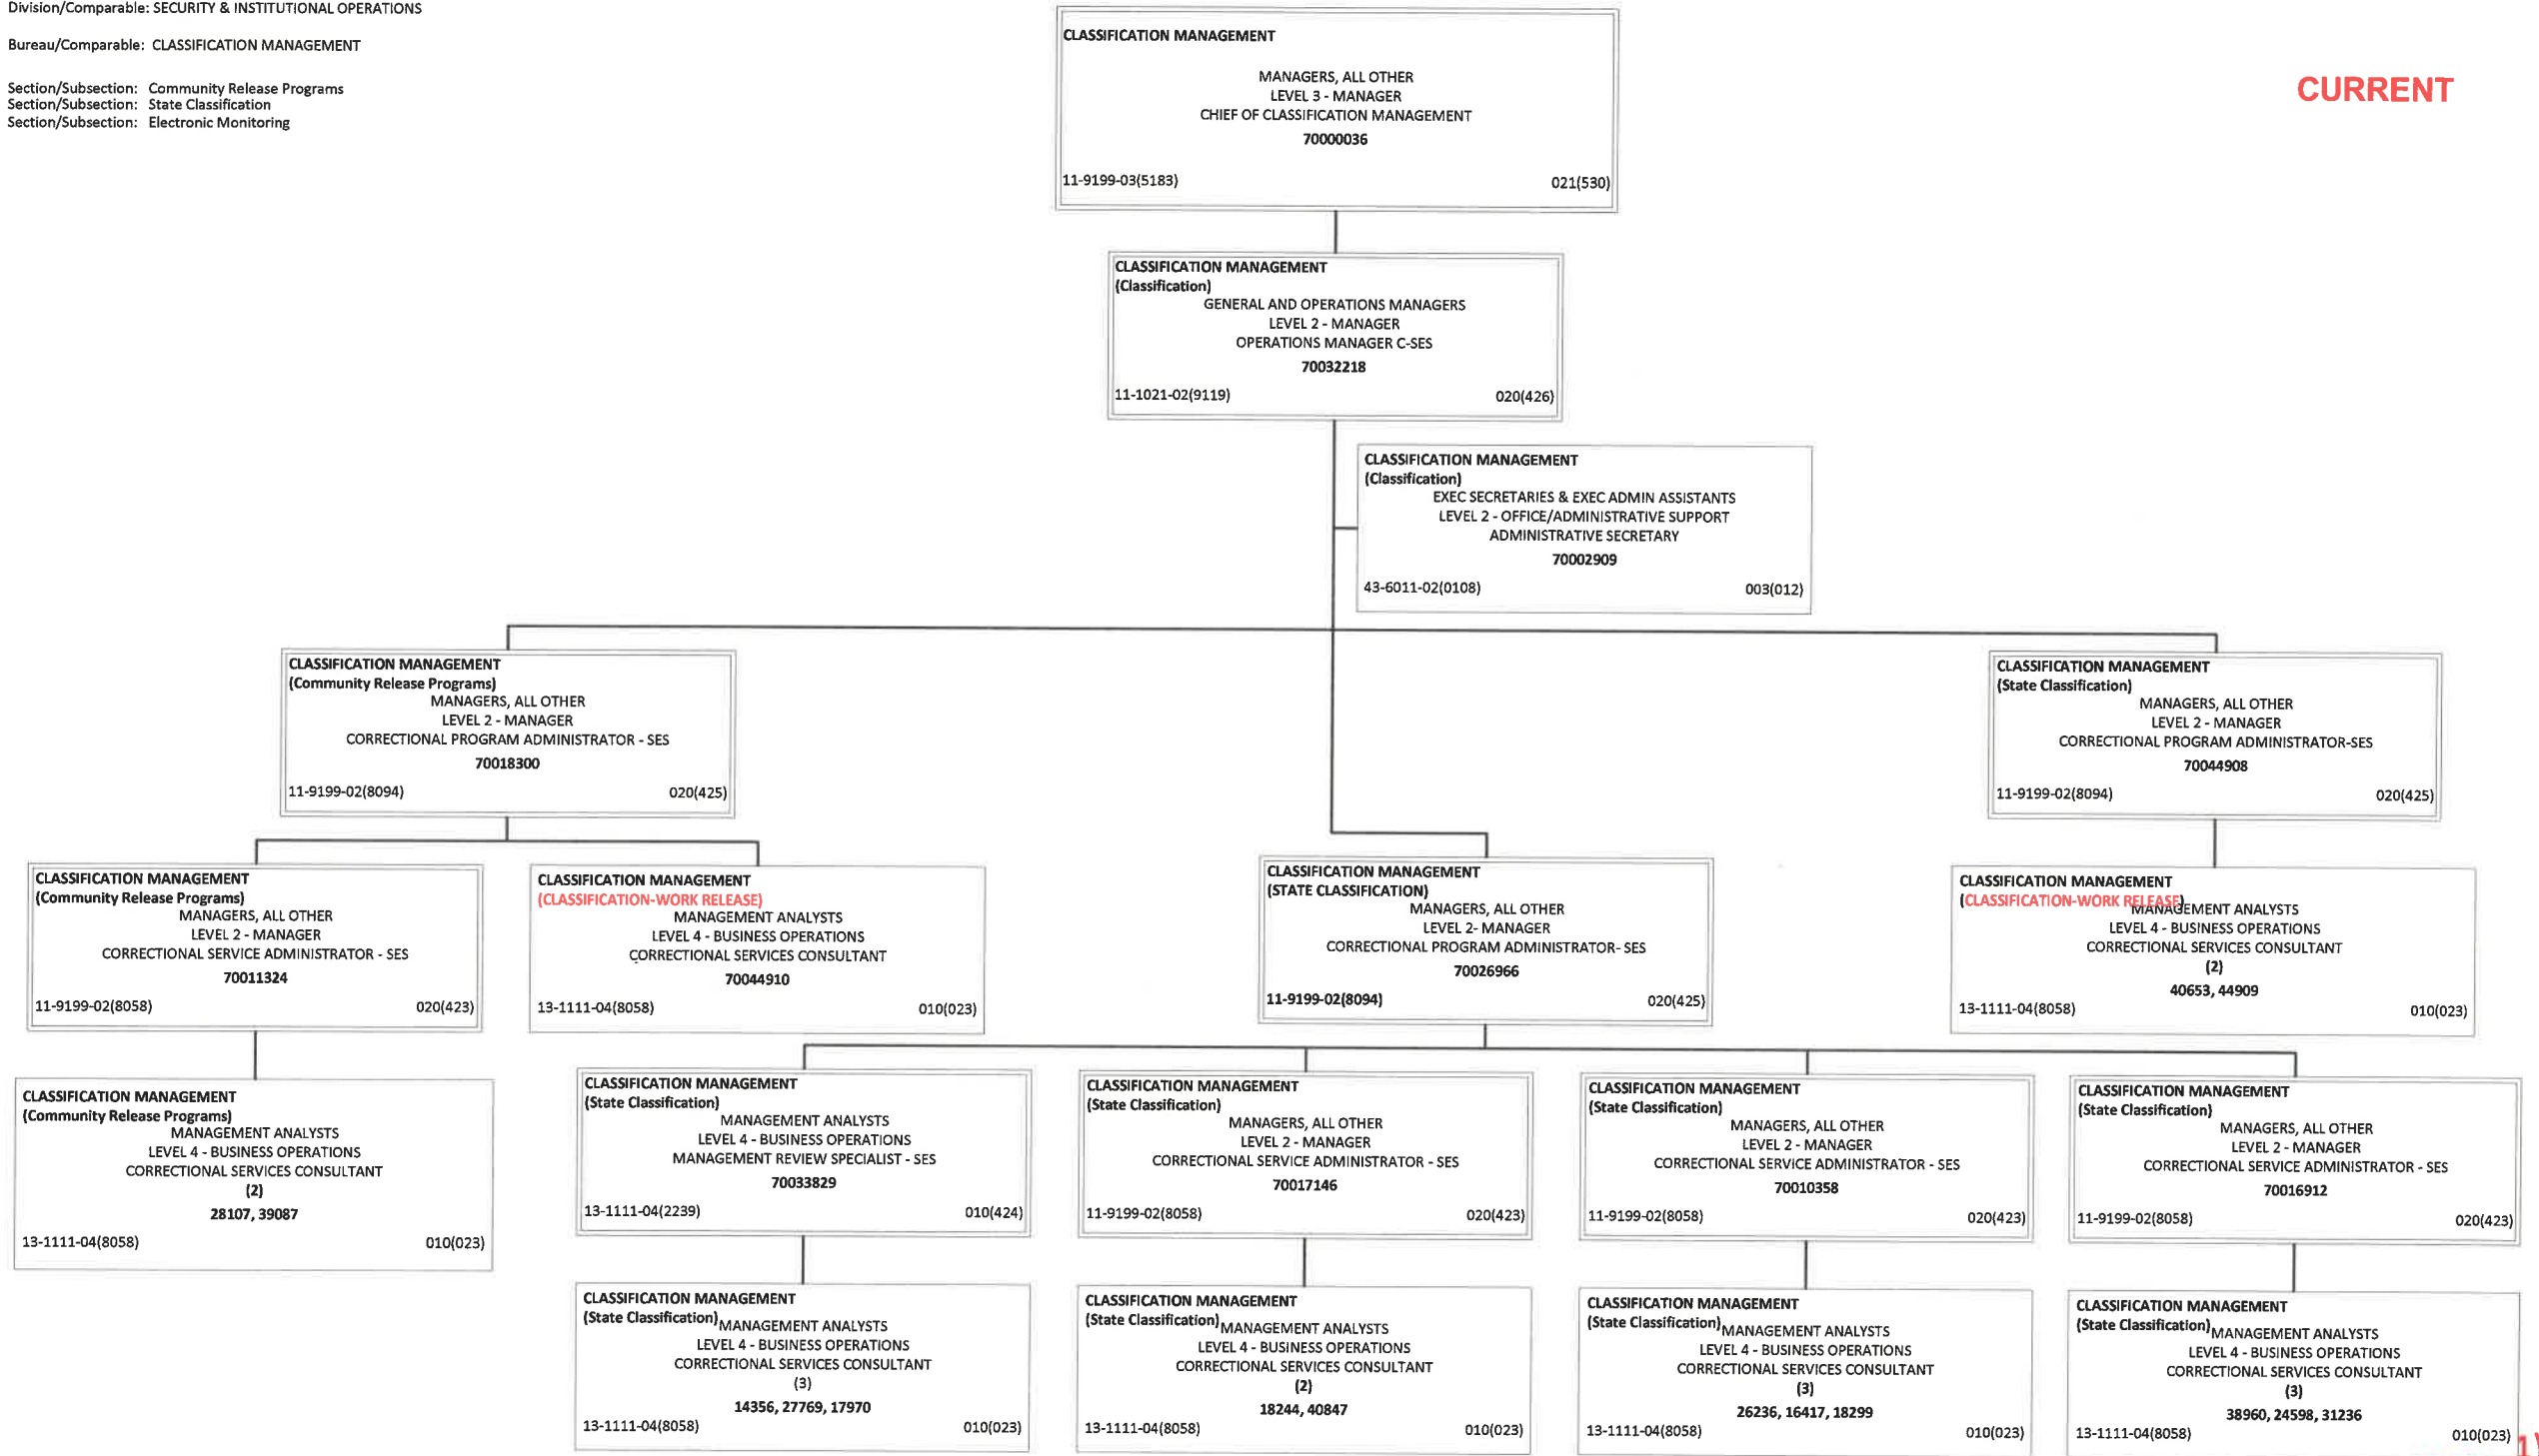 Division/Comparable: SECURITY & INSTITUTIONAL OPERATIONS
Bureau/Comparable: CLASSIFICATION MANAGEMENT
Section/Subsection: Community Release Programs
Section/Subsection: State Classification
Section/Subsection: Electronic Monitoring
CURRENT
CLASSIFICATION MANAGEMENT
MANAGERS, ALL OTHER
LEVEL 3 - MANAGER
CHIEF OF CLASSIFICATION MANAGEMENT
70000036
11-9199-03(5183) 021(530)
CLASSIFICATION MANAGEMENT
(Classification)
GENERAL AND OPERATIONS MANAGERS
LEVEL 2 - MANAGER
OPERATIONS MANAGER C-SES
70032218
11-1021-02(9119) 020(426)
CLASSIFICATION MANAGEMENT
(Classification)
EXEC SECRETARIES & EXEC ADMIN ASSISTANTS
LEVEL 2 - OFFICE/ADMINISTRATIVE SUPPORT
ADMINISTRATIVE SECRETARY
70002909
43-6011-02(0108) 003(012)
CLASSIFICATION MANAGEMENT
(Community Release Programs)
MANAGERS, ALL OTHER
LEVEL 2 - MANAGER
CORRECTIONAL PROGRAM ADMINISTRATOR - SES
70018300
11-9199-02(8094) 020(425)
CLASSIFICATION MANAGEMENT
(State Classification)
MANAGERS, ALL OTHER
LEVEL 2 - MANAGER
CORRECTIONAL PROGRAM ADMINISTRATOR-SES
70044908
11-9199-02(8094) 020(425)
CLASSIFICATION MANAGEMENT
(Community Release Programs)
MANAGERS, ALL OTHER
LEVEL 2 - MANAGER
CORRECTIONAL SERVICE ADMINISTRATOR - SES
70011324
11-9199-02(8058) 020(423)
CLASSIFICATION MANAGEMENT
(CLASSIFICATION-WORK RELEASE)
MANAGEMENT ANALYSTS
LEVEL 4 - BUSINESS OPERATIONS
CORRECTIONAL SERVICES CONSULTANT
70044910
13-1111-04(8058) 010(023)
CLASSIFICATION MANAGEMENT
(STATE CLASSIFICATION)
MANAGERS, ALL OTHER
LEVEL 2- MANAGER
CORRECTIONAL PROGRAM ADMINISTRATOR- SES
70026966
11-9199-02(8094) 020(425)
CLASSIFICATION MANAGEMENT
(CLASSIFICATION-WORK RELEASE)
MANAGEMENT ANALYSTS
LEVEL 4 - BUSINESS OPERATIONS
CORRECTIONAL SERVICES CONSULTANT
(2)
40653, 44909
13-1111-04(8058) 010(023)
CLASSIFICATION MANAGEMENT
(Community Release Programs)
MANAGEMENT ANALYSTS
LEVEL 4 - BUSINESS OPERATIONS
CORRECTIONAL SERVICES CONSULTANT
(2)
28107, 39087
13-1111-04(8058) 010(023)
CLASSIFICATION MANAGEMENT
(State Classification)
MANAGEMENT ANALYSTS
LEVEL 4 - BUSINESS OPERATIONS
MANAGEMENT REVIEW SPECIALIST - SES
70033829
13-1111-04(2239) 010(424)
CLASSIFICATION MANAGEMENT
(State Classification)
MANAGERS, ALL OTHER
LEVEL 2 - MANAGER
CORRECTIONAL SERVICE ADMINISTRATOR - SES
70017146
11-9199-02(8058) 020(423)
CLASSIFICATION MANAGEMENT
(State Classification)
MANAGERS, ALL OTHER
LEVEL 2 - MANAGER
CORRECTIONAL SERVICE ADMINISTRATOR - SES
70010358
11-9199-02(8058) 020(423)
CLASSIFICATION MANAGEMENT
(State Classification)
MANAGERS, ALL OTHER
LEVEL 2 - MANAGER
CORRECTIONAL SERVICE ADMINISTRATOR - SES
70016912
11-9199-02(8058) 020(423)
CLASSIFICATION MANAGEMENT
(State Classification)
MANAGEMENT ANALYSTS
LEVEL 4 - BUSINESS OPERATIONS
CORRECTIONAL SERVICES CONSULTANT
(3)
14356, 27769, 17970
13-1111-04(8058) 010(023)
CLASSIFICATION MANAGEMENT
(State Classification)
MANAGEMENT ANALYSTS
LEVEL 4 - BUSINESS OPERATIONS
CORRECTIONAL SERVICES CONSULTANT
(2)
18244, 40847
13-1111-04(8058) 010(023)
CLASSIFICATION MANAGEMENT
(State Classification)
MANAGEMENT ANALYSTS
LEVEL 4 - BUSINESS OPERATIONS
CORRECTIONAL SERVICES CONSULTANT
(3)
26236, 16417, 18299
13-1111-04(8058) 010(023)
CLASSIFICATION MANAGEMENT
(State Classification)
MANAGEMENT ANALYSTS
LEVEL 4 - BUSINESS OPERATIONS
CORRECTIONAL SERVICES CONSULTANT
(3)
38960, 24598, 31236
13-1111-04(8058) 010(023)